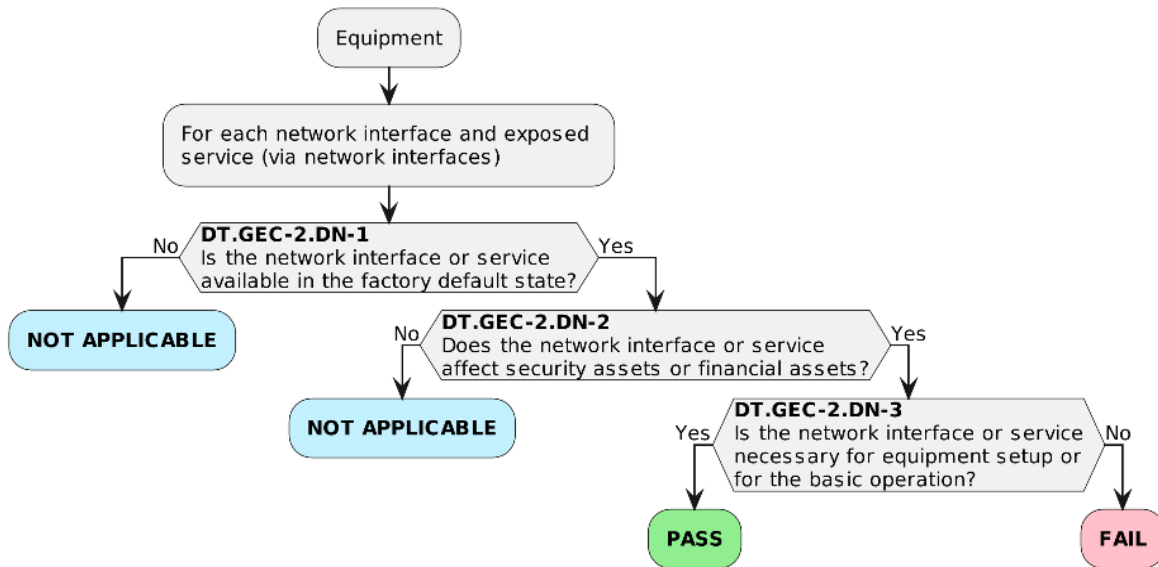 Equipment
For each network interface and exposed
service (via network interfaces)
No
DT.GEC-2.DN-1
Yes
Is the network interface or service
available in the factory default state?
NOT APPLICABLE
No
DT.GEC-2.DN-2
Yes
Does the network interface or service
affect security assets or financial assets?
NOT APPLICABLE
Yes
DT.GEC-2.DN-3
No
Is the network interface or service
necessary for equipment setup or
for the basic operation?
PASS
FAIL